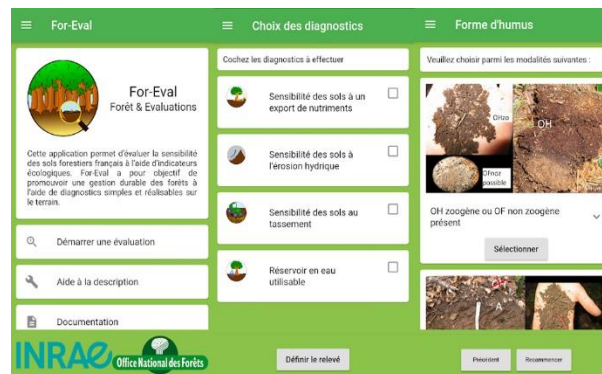 For-Eval
For-Eval
Forêt & Evaluations
Cette application permet d'évaluer la sensibilité
des sols forestiers français à l'aide d'indicateurs
écologiques. For-Eval a pour objectif de
promouvoir une gestion durable des forêts à
l'aide de diagnostics simples et réalisables sur
le terrain.
Démarrer une évaluation
Aide à la description
Documentation
INRAE
Office National des Forêts
Choix des diagnostics
Cochez les diagnostics à effectuer
Sensibilité des sols à un
export de nutriments
Sensibilité des sols à
l'érosion hydrique
Sensibilité des sols au
tassement
Réservoir en eau
utilisable
Définir le relevé
Forme d'humus
Veuillez choisir parmi les modalités suivantes :
OHzo
OH
OFnoz
possible
OH zoogène ou OF non zoogène
présent
Sélectionner
A
Précédent
Recommencer